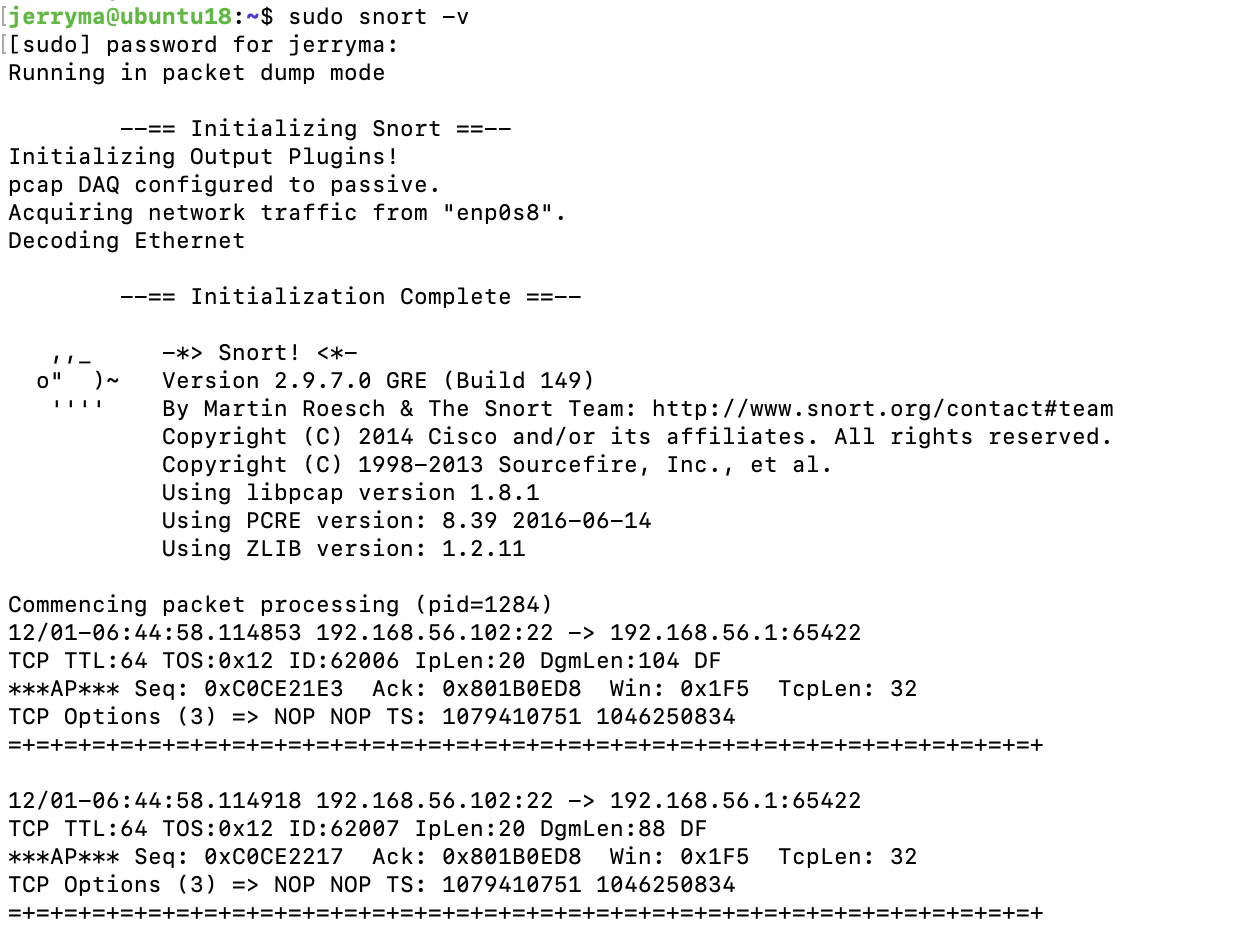 [jerryma@ubuntu18:~$ sudo snort -v
[[sudo] password for jerryma:
Running in packet dump mode
--== Initializing Snort ==--
Initializing Output Plugins!
pcap DAQ configured to passive.
Acquiring network traffic from "enp0s8".
Decoding Ethernet
--== Initialization Complete ==--
,,_ -*> Snort! <*-
o" )~ Version 2.9.7.0 GRE (Build 149)
'''' By Martin Roesch & The Snort Team: http://www.snort.org/contact#team
Copyright (C) 2014 Cisco and/or its affiliates. All rights reserved.
Copyright (C) 1998-2013 Sourcefire, Inc., et al.
Using libpcap version 1.8.1
Using PCRE version: 8.39 2016-06-14
Using ZLIB version: 1.2.11
Commencing packet processing (pid=1284)
12/01-06:44:58.114853 192.168.56.102:22 -> 192.168.56.1:65422
TCP TTL:64 TOS:0x12 ID:62006 IpLen:20 DgmLen:104 DF
***AP*** Seq: 0xC0CE21E3 Ack: 0x801B0ED8 Win: 0x1F5 TcpLen: 32
TCP Options (3) => NOP NOP TS: 1079410751 1046250834
=+=+=+=+=+=+=+=+=+=+=+=+=+=+=+=+=+=+=+=+=+=+=+=+=+=+=+=+=+=+=+=+=+=+=+=+=+
12/01-06:44:58.114918 192.168.56.102:22 -> 192.168.56.1:65422
TCP TTL:64 TOS:0x12 ID:62007 IpLen:20 DgmLen:88 DF
***AP*** Seq: 0xC0CE2217 Ack: 0x801B0ED8 Win: 0x1F5 TcpLen: 32
TCP Options (3) => NOP NOP TS: 1079410751 1046250834
=+=+=+=+=+=+=+=+=+=+=+=+=+=+=+=+=+=+=+=+=+=+=+=+=+=+=+=+=+=+=+=+=+=+=+=+=+